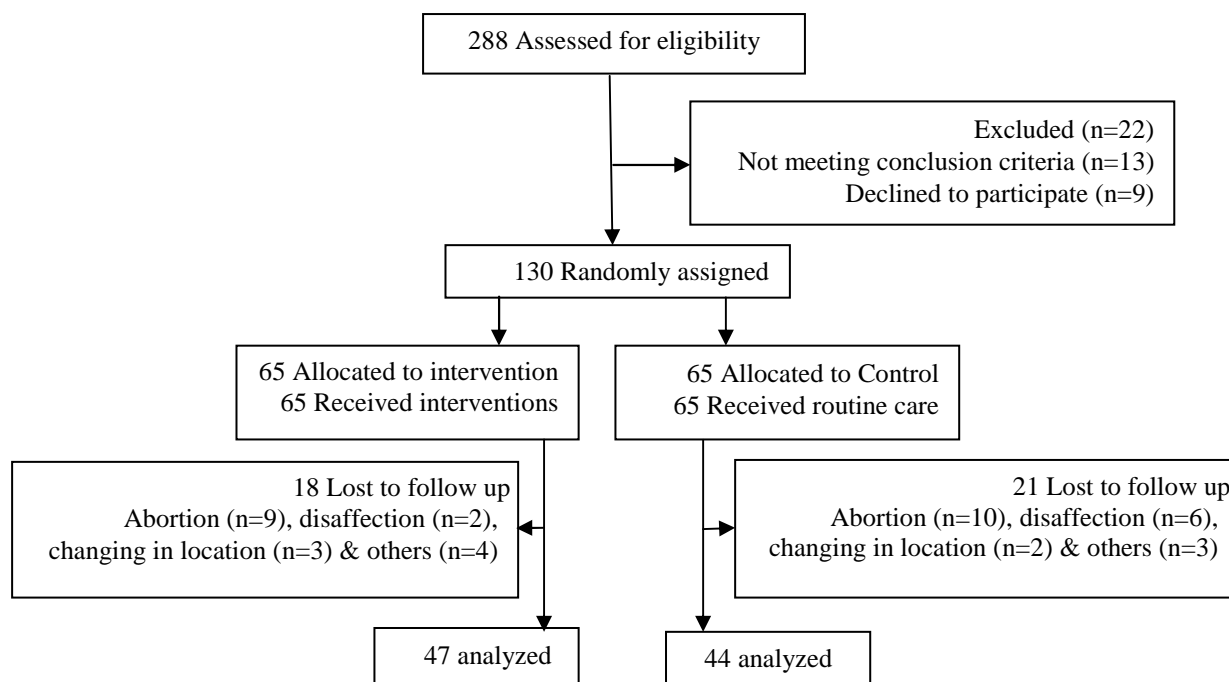 288 Assessed for eligibility
Excluded (n=22)
Not meeting conclusion criteria (n=13)
Declined to participate (n=9)
130 Randomly assigned
65 Allocated to intervention
65 Received interventions
65 Allocated to Control
65 Received routine care
18 Lost to follow up
Abortion (n=9), disaffection (n=2),
changing in location (n=3) & others (n=4)
21 Lost to follow up
Abortion (n=10), disaffection (n=6),
changing in location (n=2) & others (n=3)
47 analyzed
44 analyzed